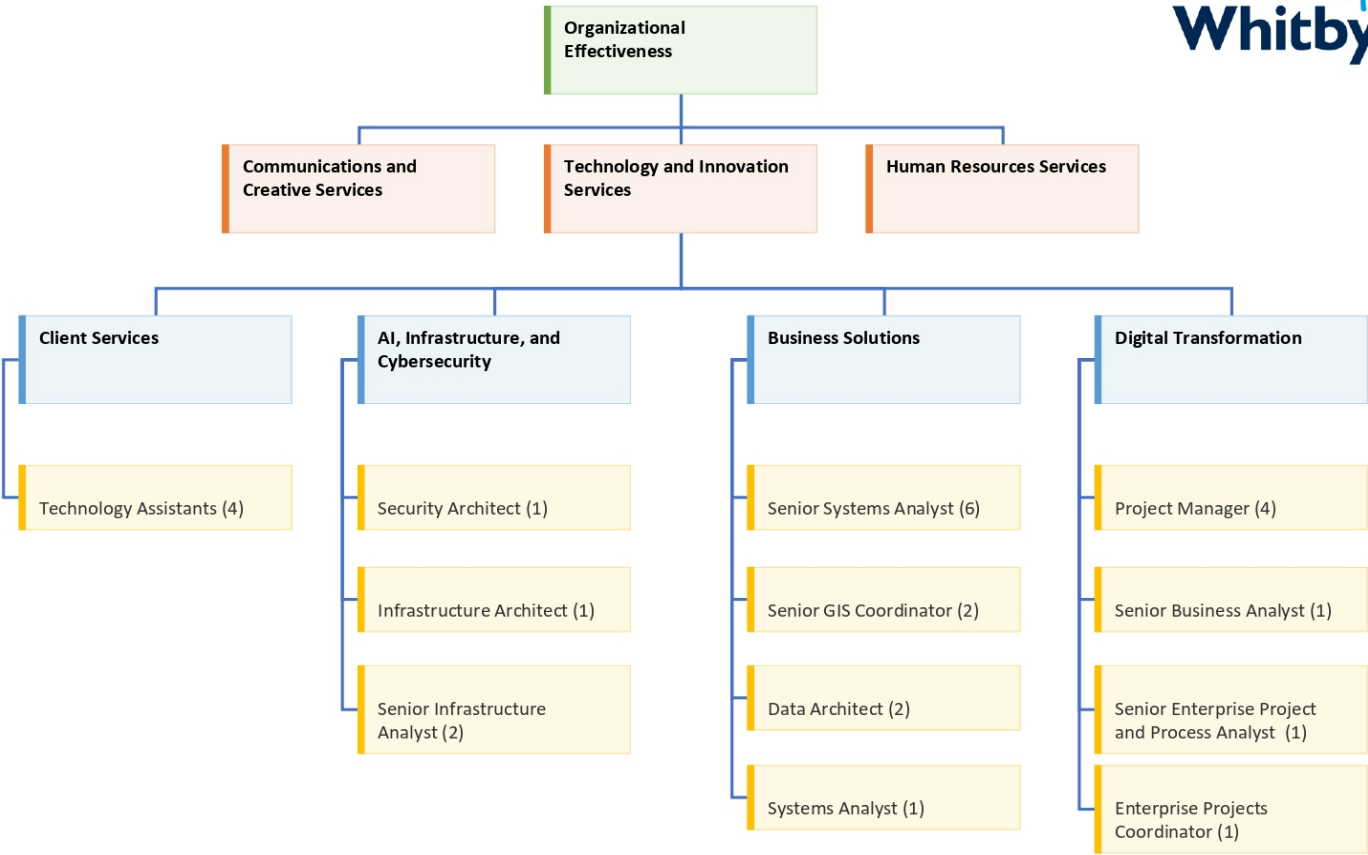 Organizational
Effectiveness
Whitby
Communications and
Creative Services
Technology and Innovation
Services
Human Resources Services
Client Services
AI, Infrastructure, and
Cybersecurity
Business Solutions
Digital Transformation
Technology Assistants (4)
Security Architect (1)
Senior Systems Analyst (6)
Project Manager (4)
Infrastructure Architect (1)
Senior GIS Coordinator (2)
Senior Business Analyst (1)
Senior Infrastructure
Analyst (2)
Data Architect (2)
Senior Enterprise Project
and Process Analyst (1)
Systems Analyst (1)
Enterprise Projects
Coordinator (1)